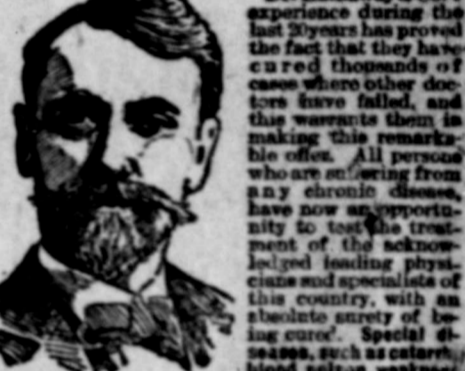 experience during the
last 20 years has proved
the fact that they have
cured thousands of
cases where other doc-
tors have failed, and
this warrants them in
making this remarka-
ble offer. All persons
who are suffering from
any chronic disease,
have now an opportu-
nity to test the treat-
ment of the acknow-
ledged leading physi-
cians and specialists of
this country, with an
absolute surety of be-
ing cured. Special di-
seases, such as catarrh,
blood poison, weakness